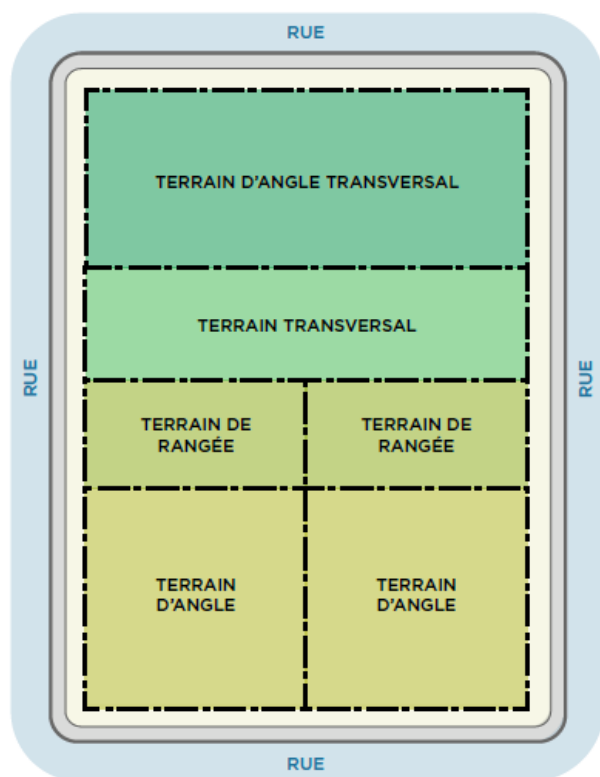 RUE
TERRAIN D'ANGLE TRANSVERSAL
TERRAIN TRANSVERSAL
RUE
RUE
TERRAIN DE
RANGÉE
TERRAIN DE
RANGÉE
TERRAIN
D'ANGLE
TERRAIN
D'ANGLE
RUE